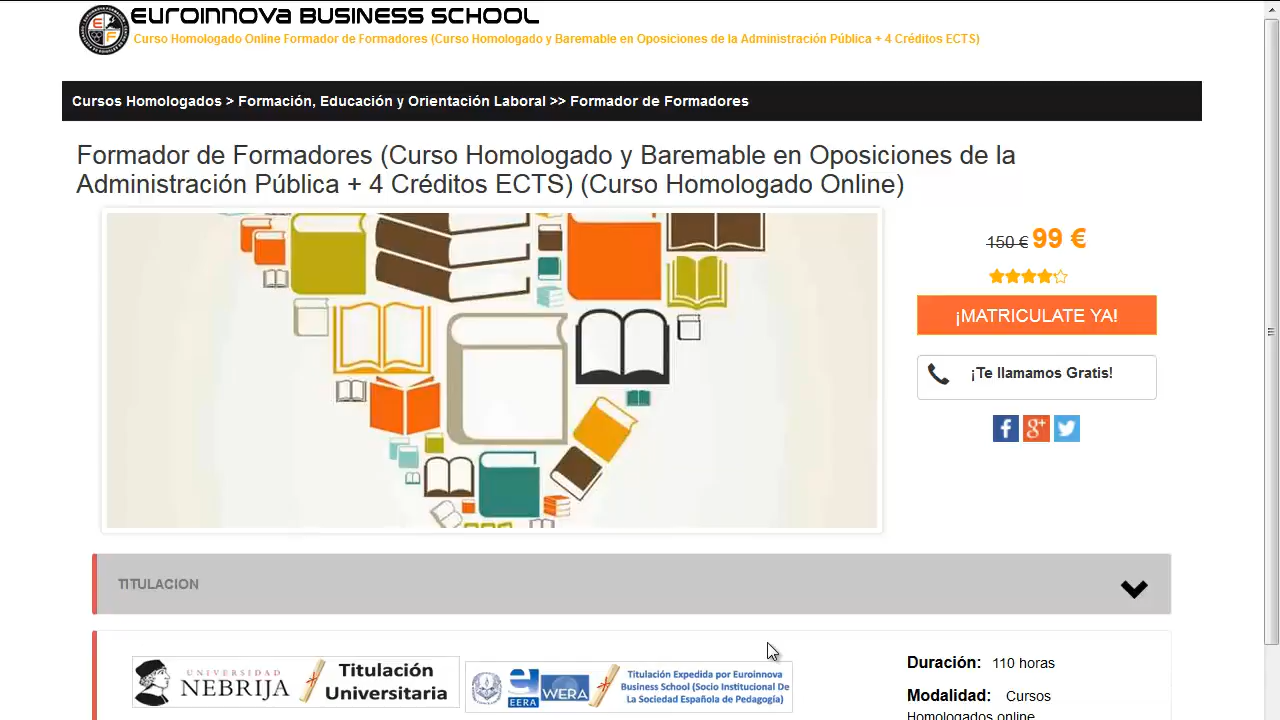 EUROINNOVA BUSINESS SCHOOL
Curso Homologado Online Formador de Formadores (Curso Homologado y Baremable en Oposiciones de la Administración Pública + 4 Créditos ECTS)
Cursos Homologados > Formación, Educación y Orientación Laboral >> Formador de Formadores
Formador de Formadores (Curso Homologado y Baremable en Oposiciones de la
Administración Pública + 4 Créditos ECTS) (Curso Homologado Online)
150 € 99 €
¡MATRICULATE YA!
¡Te llamamos Gratis!
TITULACION
UNIVERSIDAD
NEBRIJA
Titulación
Universitaria
EERA
WERA
Titulación Expedida por Euroinnova
Business School (Socio Institucional De
La Sociedad Española de Pedagogía)
Duración: 110 horas
Modalidad: Cursos
Homologados online